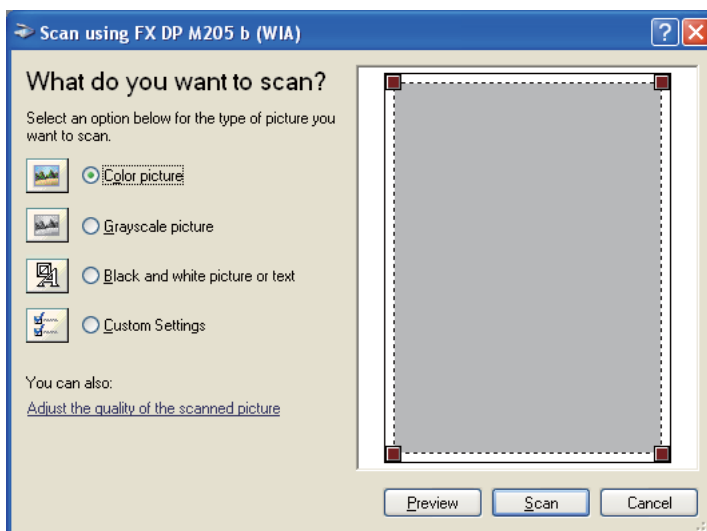 Scan using FX DP M205 b (WIA)
What do you want to scan?
Select an option below for the type of picture you
want to scan.
Color picture
Grayscale picture
Black and white picture or text
Custom Settings
You can also:
Adjust the quality of the scanned picture
Preview Scan Cancel